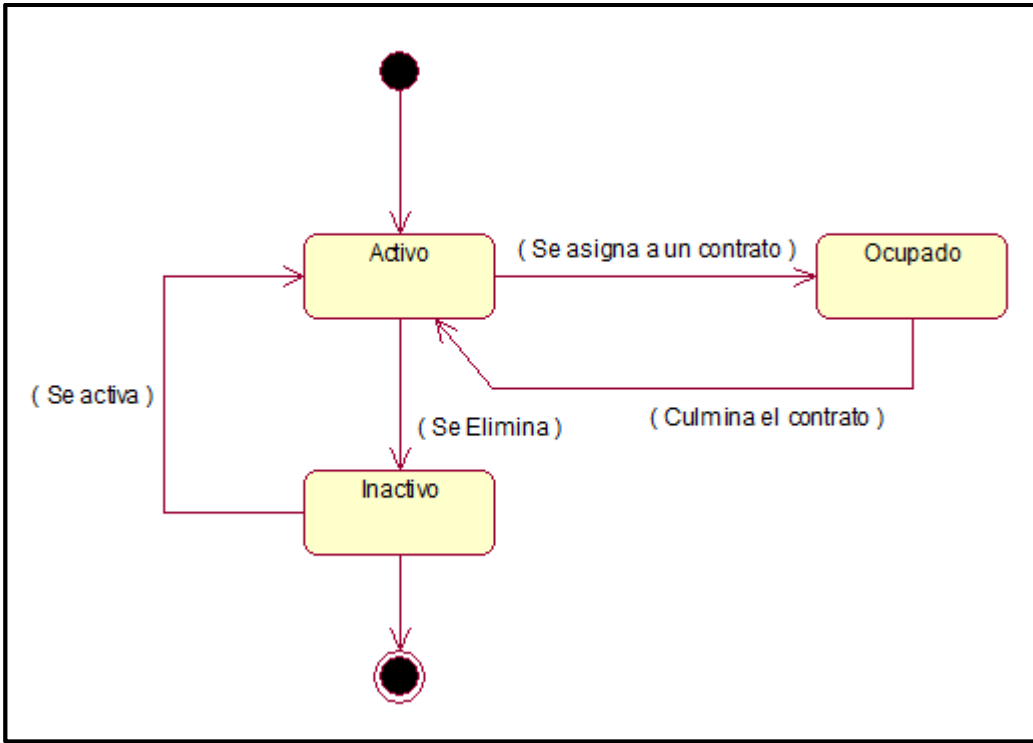 Activo
( Se asigna a un contrato )
Ocupado
( Se activa )
( Se Elimina )
( Culmina el contrato )
Inactivo